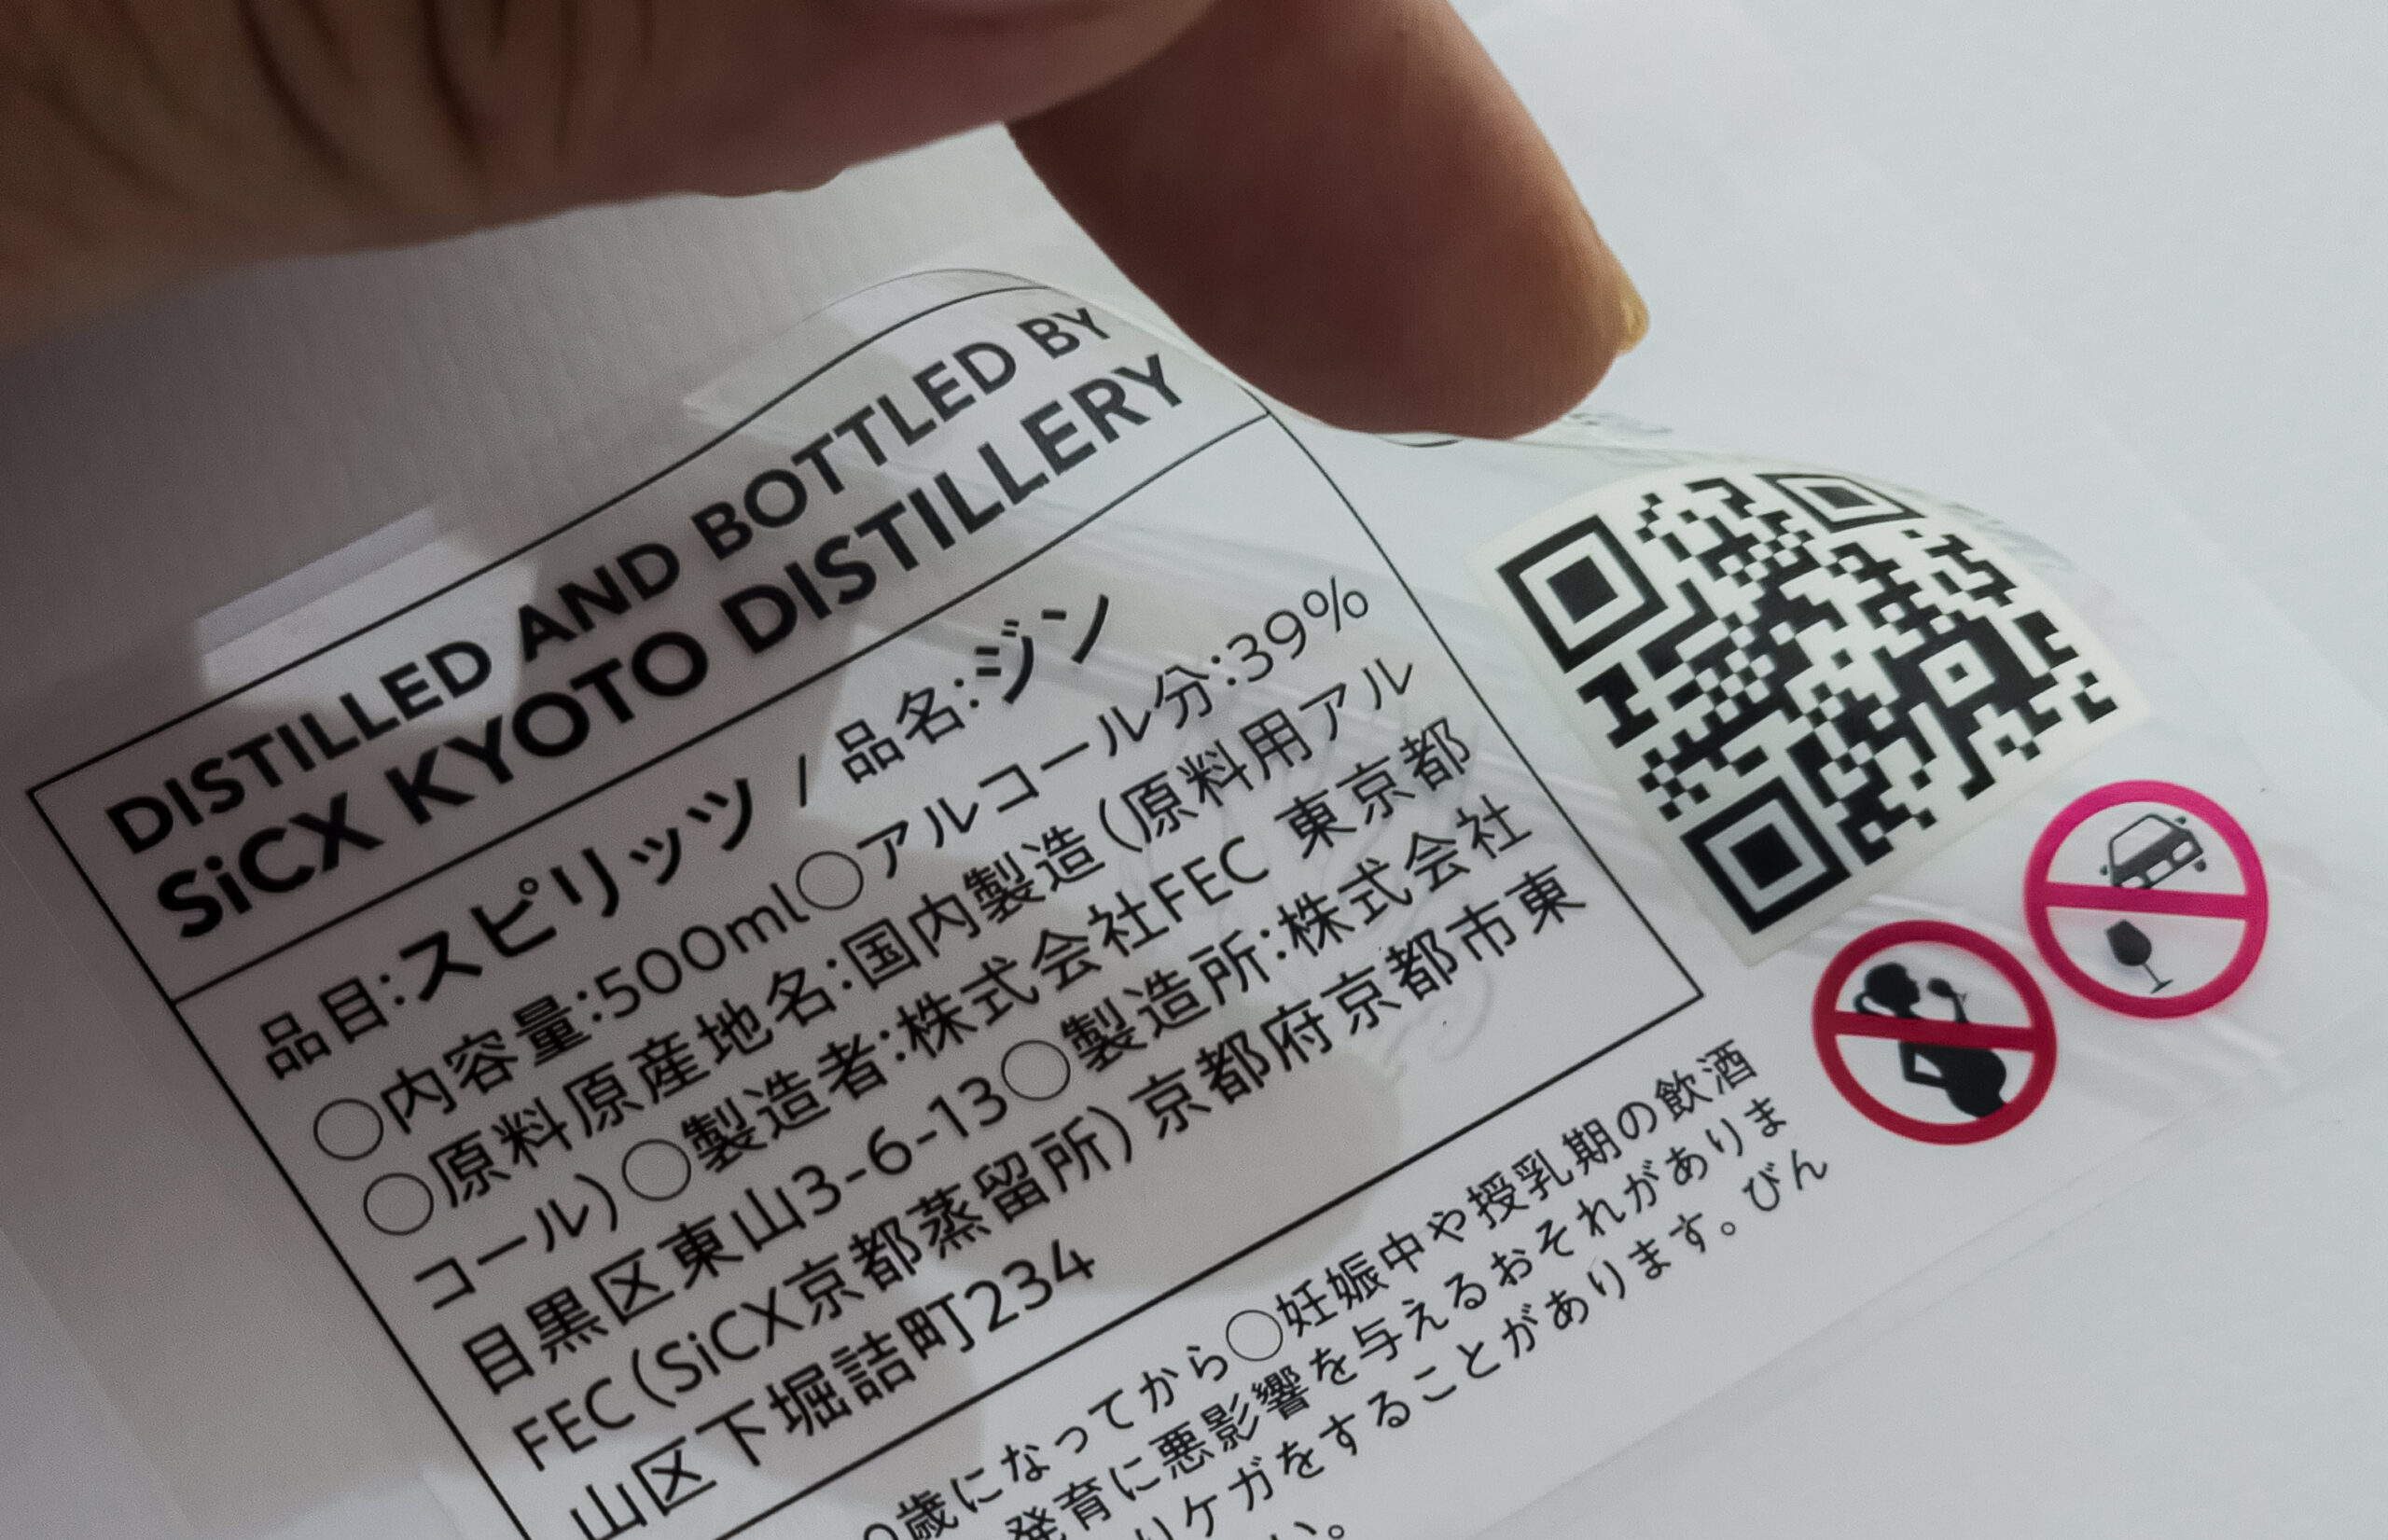 DISTILLED AND BOTTLED BY
SiCX KYOTO DISTILLERY
品目:スピリッツ / 品名:ジン
○内容量:500ml○アルコール分:39%
○原料原産地名:国内製造(原料用アル
コール)○製造者:株式会社FEC 東京都
目黒区東山3-6-13○製造所:株式会社
FEC(SiCX京都蒸留所)京都府京都市東
山区下堀詰町234
歳になってから○妊娠中や授乳期の飲酒
発育に悪影響を与えるおそれがありま
ケガをすることがあります。びん
い。